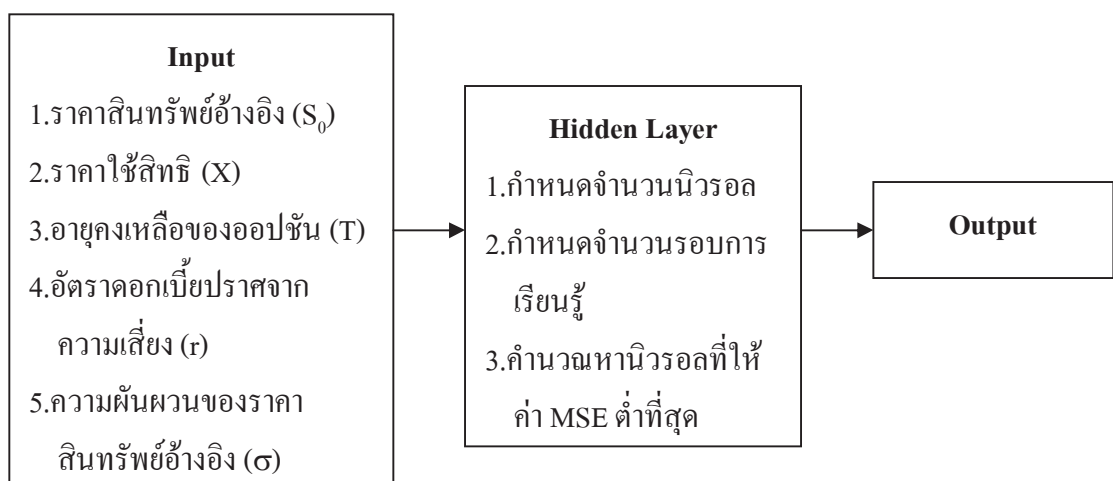 Input
1.ราคาสินทรัพย์อ้างอิง (S₀)
2.ราคาใช้สิทธิ (X)
3.อายุคงเหลือของออปชัน (T)
4.อัตราดอกเบี้ยปราศจาก
ความเสี่ยง (r)
5.ความผันผวนของราคา
สินทรัพย์อ้างอิง (σ)
Hidden Layer
1.กำหนดจำนวนนิวรอล
2.กำหนดจำนวนรอบการ
เรียนรู้
3.คำนวณหานิวรอลที่ให้
ค่า MSE ต่ำที่สุด
Output